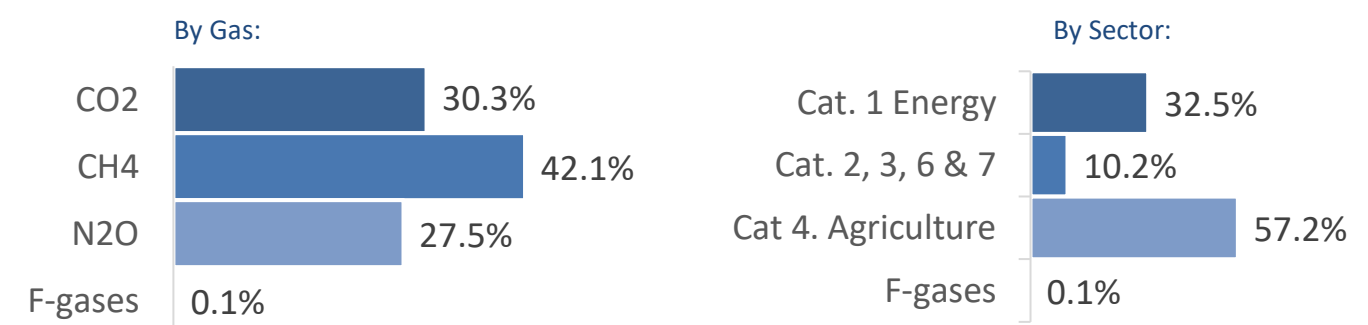 By Gas:
CO2 30.3%
CH4 42.1%
N2O 27.5%
F-gases 0.1%
By Sector:
Cat. 1 Energy 32.5%
Cat. 2, 3, 6 & 7 10.2%
Cat 4. Agriculture 57.2%
F-gases 0.1%